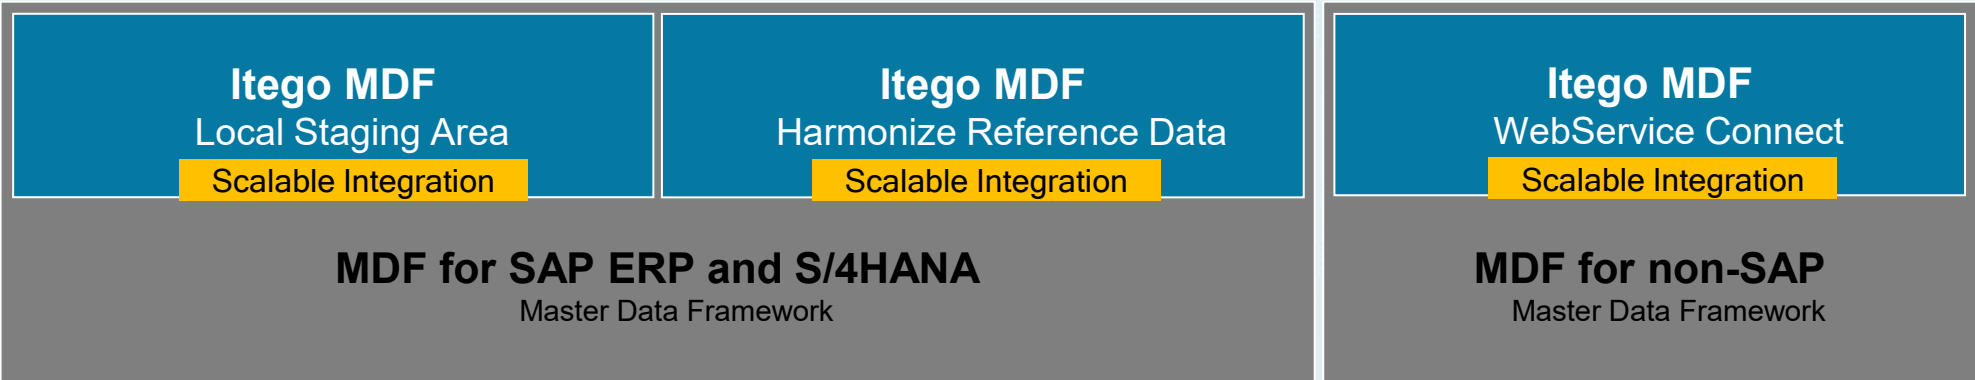 Itego MDF
Local Staging Area
Scalable Integration
Itego MDF
Harmonize Reference Data
Scalable Integration
MDF for SAP ERP and S/4HANA
Master Data Framework
Itego MDF
WebService Connect
Scalable Integration
MDF for non-SAP
Master Data Framework